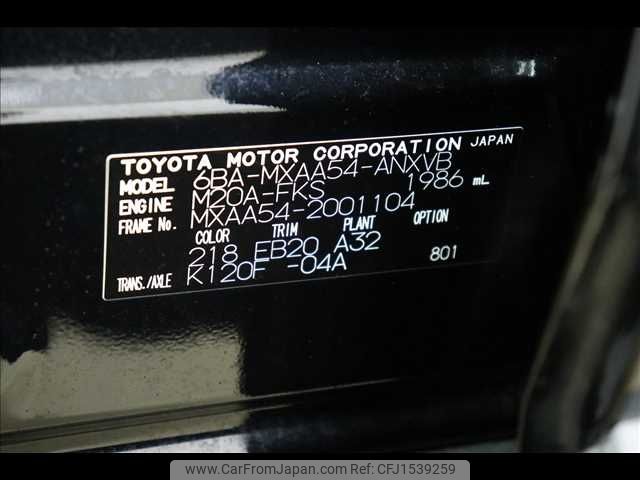 TOYOTA MOTOR CORPORATION JAPAN
MODEL 6BA-MXAA54-ANXVB
ENGINE M20A-FKS 1986 mL
FRAME No. MXAA54-2001104
COLOR TRIM PLANT OPTION
218 EB20 A32
TRANS./AXLE K120F -04A 801
www.CarFromJapan.com | Ref. No: CFJ1539259